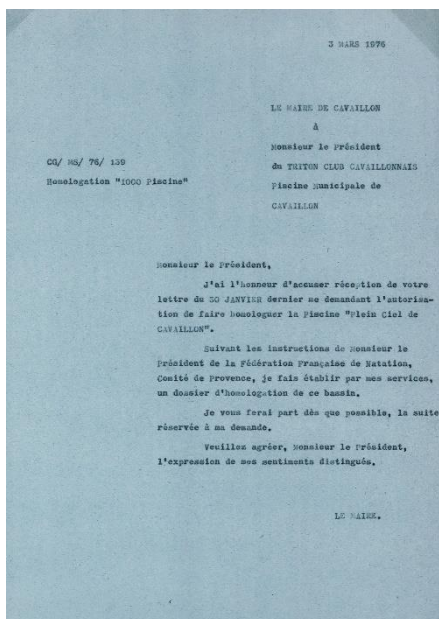 3 MARS 1976
LE MAIRE DE CAVAILLON
À
Monsieur le Président
du TRITON CLUB CAVAILLONNAIS
Piscine Municipale de
CAVAILLON
CG/ MS/ 76/ 139
Homologation "1000 Piscine"
Monsieur le Président,
J'ai l'honneur d'accuser réception de votre
lettre du 30 JANVIER dernier me demandant l'autorisa-
tion de faire homologuer la Piscine "Plein Ciel de
CAVAILLON".
Suivant les instructions de Monsieur le
Président de la Fédération Française de Natation,
Comité de Provence, je fais établir par mes services,
un dossier d'homologation de ce bassin.
Je vous ferai part dès que possible, la suite
réservée à ma demande.
Veuillez agréer, Monsieur le Président,
l'expression de mes sentiments distingués.
LE MAIRE.